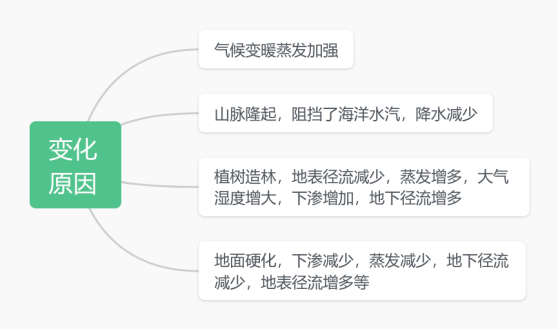 变化
原因
气候变暖蒸发加强
山脉隆起，阻挡了海洋水汽，降水减少
植树造林，地表径流减少，蒸发增多，大气
湿度增大，下渗增加，地下径流增多
地面硬化，下渗减少，蒸发减少，地下径流
减少，地表径流增多等